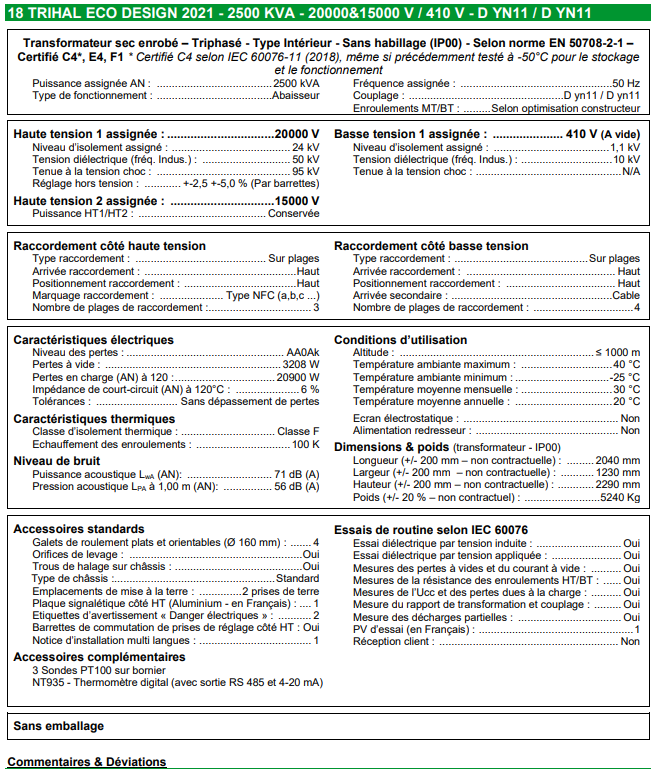 18 TRIHAL ECO DESIGN 2021 - 2500 KVA - 20000&15000 V / 410 V - D YN11 / D YN11
Transformateur sec enrobé – Triphasé - Type Intérieur - Sans habillage (IP00) - Selon norme EN 50708-2-1 –
Certifié C4*, E4, F1 * Certifié C4 selon IEC 60076-11 (2018), même si précédemment testé à -50°C pour le stockage
et le fonctionnement
Puissance assignée AN : ........................................ 2500 kVA
Type de fonctionnement : ...................................... Abaisseur
Fréquence assignée : ................................................ 50 Hz
Couplage : ........................................ D yn11 / D yn11
Enroulements MT/BT : .......... Selon optimisation constructeur
Haute tension 1 assignée : ........................... 20000 V
Niveau d'isolement assigné : ...................................... 24 kV
Tension diélectrique (fréq. Indus.) : ............................ 50 kV
Tenue à la tension choc : ........................................ 95 kV
Réglage hors tension : ............ +-2,5 +-5,0 % (Par barrettes)
Haute tension 2 assignée : ........................... 15000 V
Puissance HT1/HT2 : ........................................ Conservée
Basse tension 1 assignée : .................... 410 V (A vide)
Niveau d'isolement assigné : ...................................... 1,1 kV
Tension diélectrique (fréq. Indus.) : ............................ 10 kV
Tenue à la tension choc : ........................................ N/A
Raccordement côté haute tension
Type raccordement : ........................................ Sur plages
Arrivée raccordement : ........................................ Haut
Positionnement raccordement : ........................................ Haut
Marquage raccordement : .................... Type NFC (a,b,c ...)
Nombre de plages de raccordement : .................................. 3
Raccordement côté basse tension
Type raccordement : ........................................ Sur plages
Arrivée raccordement : ........................................ Haut
Positionnement raccordement : ........................................ Haut
Arrivée secondaire : ........................................ Cable
Nombre de plages de raccordement : .................................. 4
Caractéristiques électriques
Niveau des pertes : ........................................ AA0Ak
Pertes à vide : ........................................ 3208 W
Pertes en charge (AN) à 120 : .................................. 20900 W
Impédance de court-circuit (AN) à 120°C : ..................... 6 %
Tolérances : .......................... Sans dépassement de pertes
Caractéristiques thermiques
Classe d'isolement thermique : .............................. Classe F
Echauffement des enroulements : .............................. 100 K
Niveau de bruit
Puissance acoustique LWA (AN): ........................... 71 dB (A)
Pression acoustique LPA à 1,00 m (AN): ................ 56 dB (A)
Conditions d'utilisation
Altitude : ........................................ ≤ 1000 m
Température ambiante maximum : .............................. 40 °C
Température ambiante minimum : .............................. -25 °C
Température moyenne mensuelle : .............................. 30 °C
Température moyenne annuelle : .............................. 20 °C
Ecran électrostatique : ........................................ Non
Alimentation redresseur : ........................................ Non
Dimensions & poids (transformateur - IP00)
Longueur (+/- 200 mm – non contractuelle) : ......... 2040 mm
Largeur (+/- 200 mm – non contractuelle) : ......... 1230 mm
Hauteur (+/- 200 mm – non contractuelle) : ......... 2290 mm
Poids (+/- 20 % – non contractuel) : ........................... 5240 Kg
Accessoires standards
Galets de roulement plats et orientables (Ø 160 mm) : ....... 4
Orifices de levage : ........................................ Oui
Trous de halage sur châssis : ........................................ Oui
Type de châssis : ........................................ Standard
Emplacements de mise à la terre : ............... 2 prises de terre
Plaque signalétique côté HT (Aluminium - en Français) : .... 1
Etiquettes d'avertissement « Danger électriques » : ........... 2
Barrettes de commutation de prises de réglage côté HT : Oui
Notice d'installation multi langues : .................................. 1
Accessoires complémentaires
3 Sondes PT100 sur bornier
NT935 - Thermomètre digital (avec sortie RS 485 et 4-20 mA)
Essais de routine selon IEC 60076
Essai diélectrique par tension induite : ........................... Oui
Essai diélectrique par tension appliquée : ........................ Oui
Mesures des pertes à vides et du courant à vide : ............ Oui
Mesures de la résistance des enroulements HT/BT : ...... Oui
Mesures de l'Ucc et des pertes dues à la charge : ......... Oui
Mesure du rapport de transformation et couplage : ......... Oui
Mesure des décharges partielles : .................................. Oui
PV d'essai (en Français) : ........................................ 1
Réception client : ........................................ Non
Sans emballage
Commentaires & Déviations